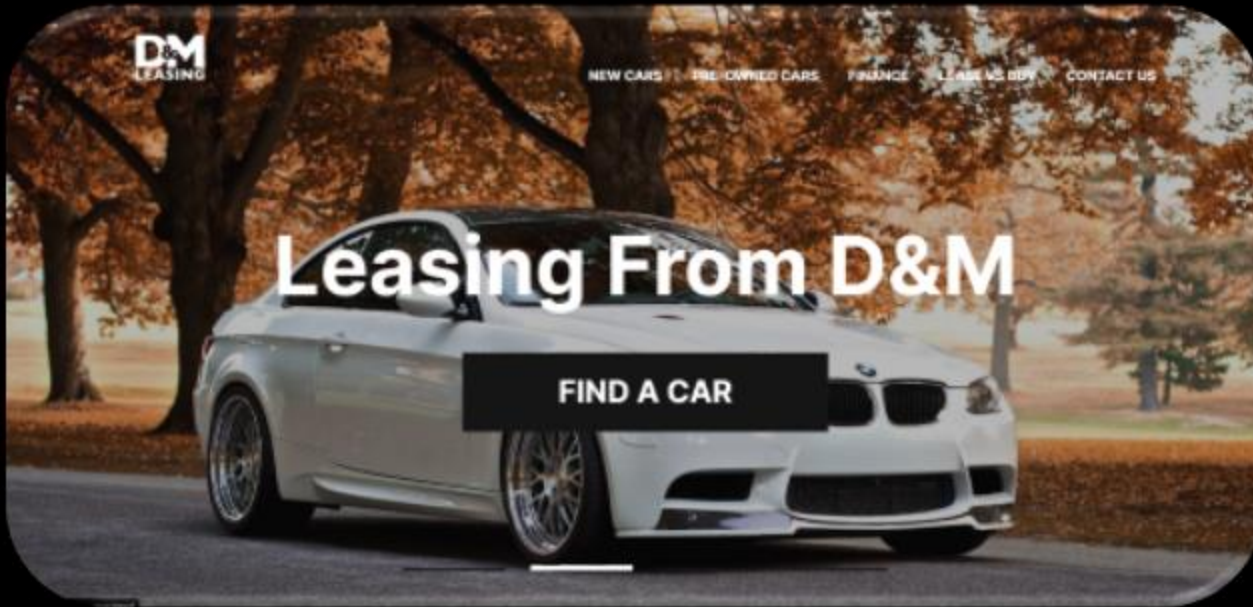 D&M
LEASING
NEW CARS PRE-OWNED CARS FINANCE LEASE VS BUY CONTACT US
Leasing From D&M
FIND A CAR